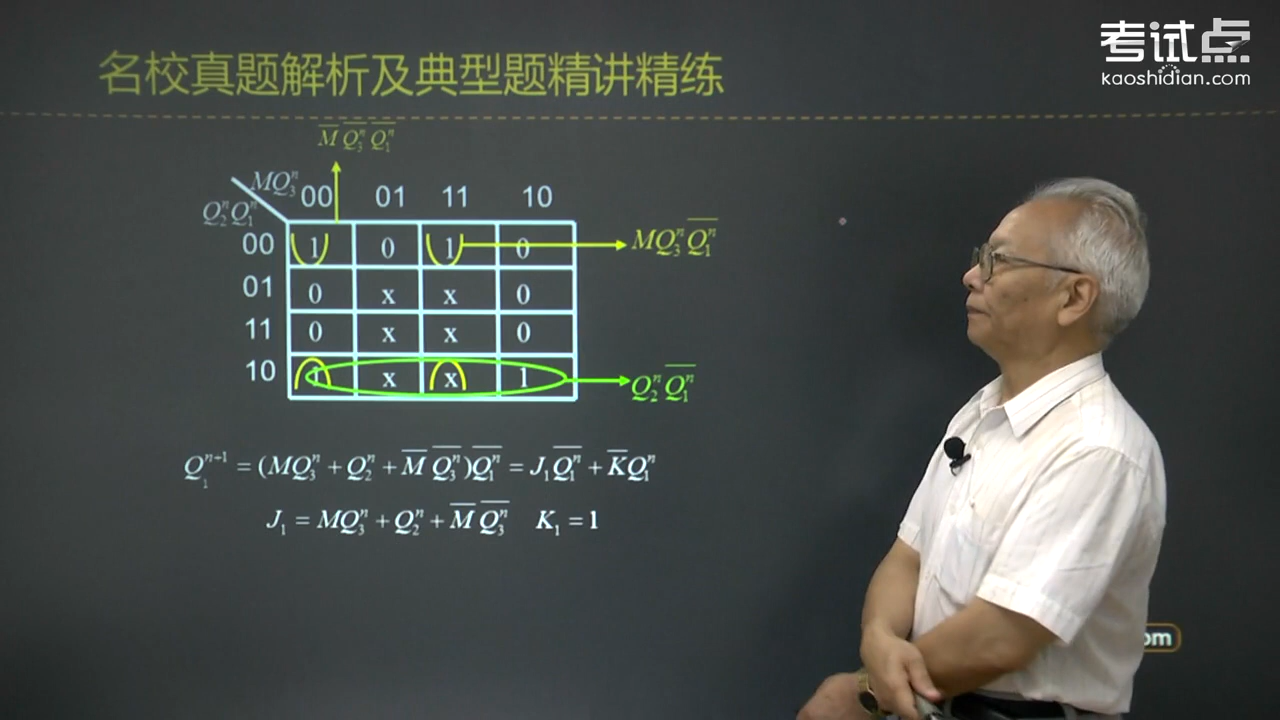 考试点
kaoshidian.com
名校真题解析及典型题精讲精练
M̅ Q̅₃ⁿ Q̅₁ⁿ
MQ₃ⁿ 00 01 11 10
Q₂ⁿQ₁ⁿ
00 1 0 1 0 MQ₃ⁿQ̅₁ⁿ
01 0 x x 0
11 0 x x 0
10 1 x x 1 Q₂ⁿQ̅₁ⁿ
Q₁ⁿ⁺¹ = (MQ₃ⁿ + Q₂ⁿ + M̅ Q̅₃ⁿ)Q̅₁ⁿ = J₁Q̅₁ⁿ + K̅Q₁ⁿ
J₁ = MQ₃ⁿ + Q₂ⁿ + M̅ Q̅₃ⁿ K₁ = 1
om